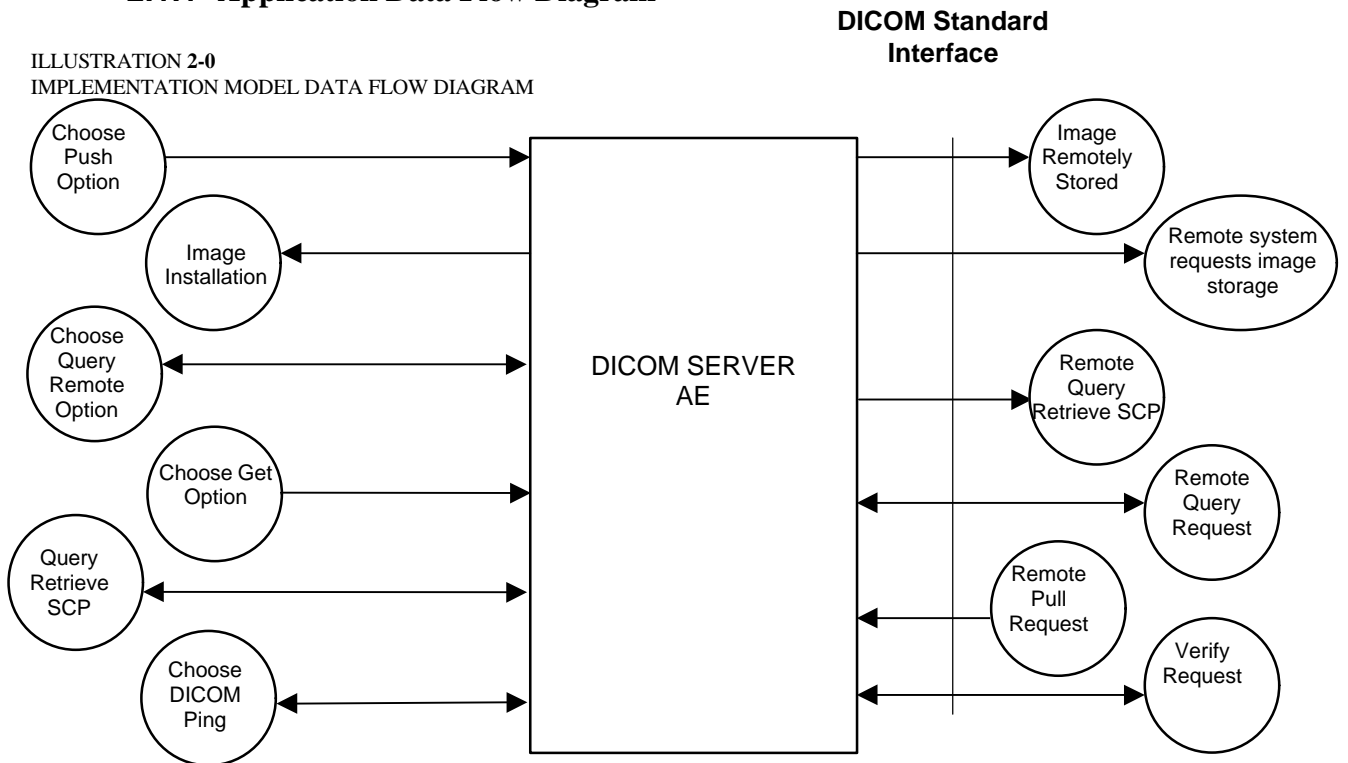 DICOM Standard
Interface
ILLUSTRATION 2-0
IMPLEMENTATION MODEL DATA FLOW DIAGRAM
Choose
Push
Option
Image
Installation
Choose
Query
Remote
Option
Choose Get
Option
Query
Retrieve
SCP
Choose
DICOM
Ping
DICOM SERVER
AE
Image
Remotely
Stored
Remote system
requests image
storage
Remote
Query
Retrieve SCP
Remote
Query
Request
Remote
Pull
Request
Verify
Request